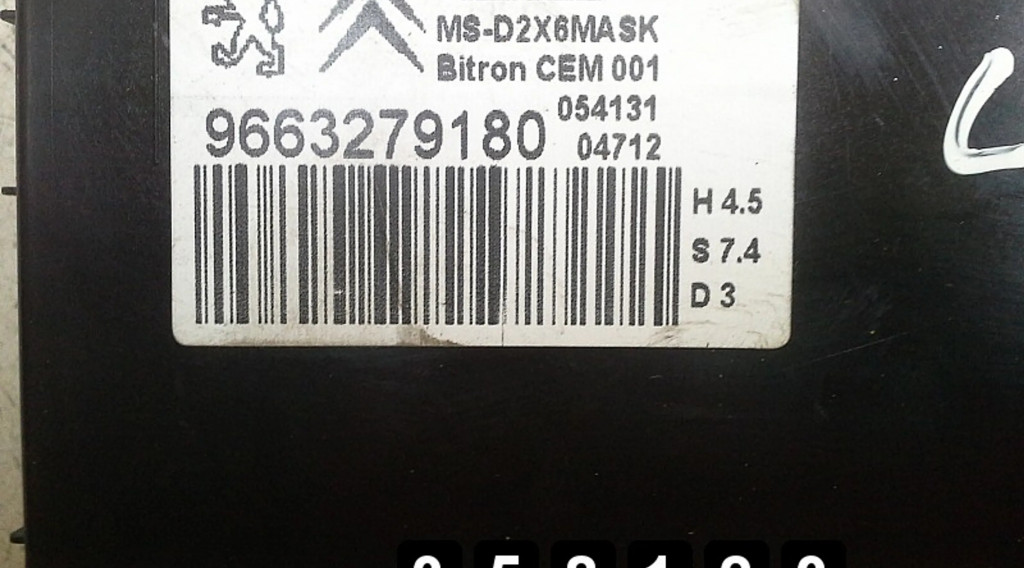 MS-D2X6MASK
Bitron CEM 001
9663279180
054131
04712
H 4.5
S 7.4
D 3